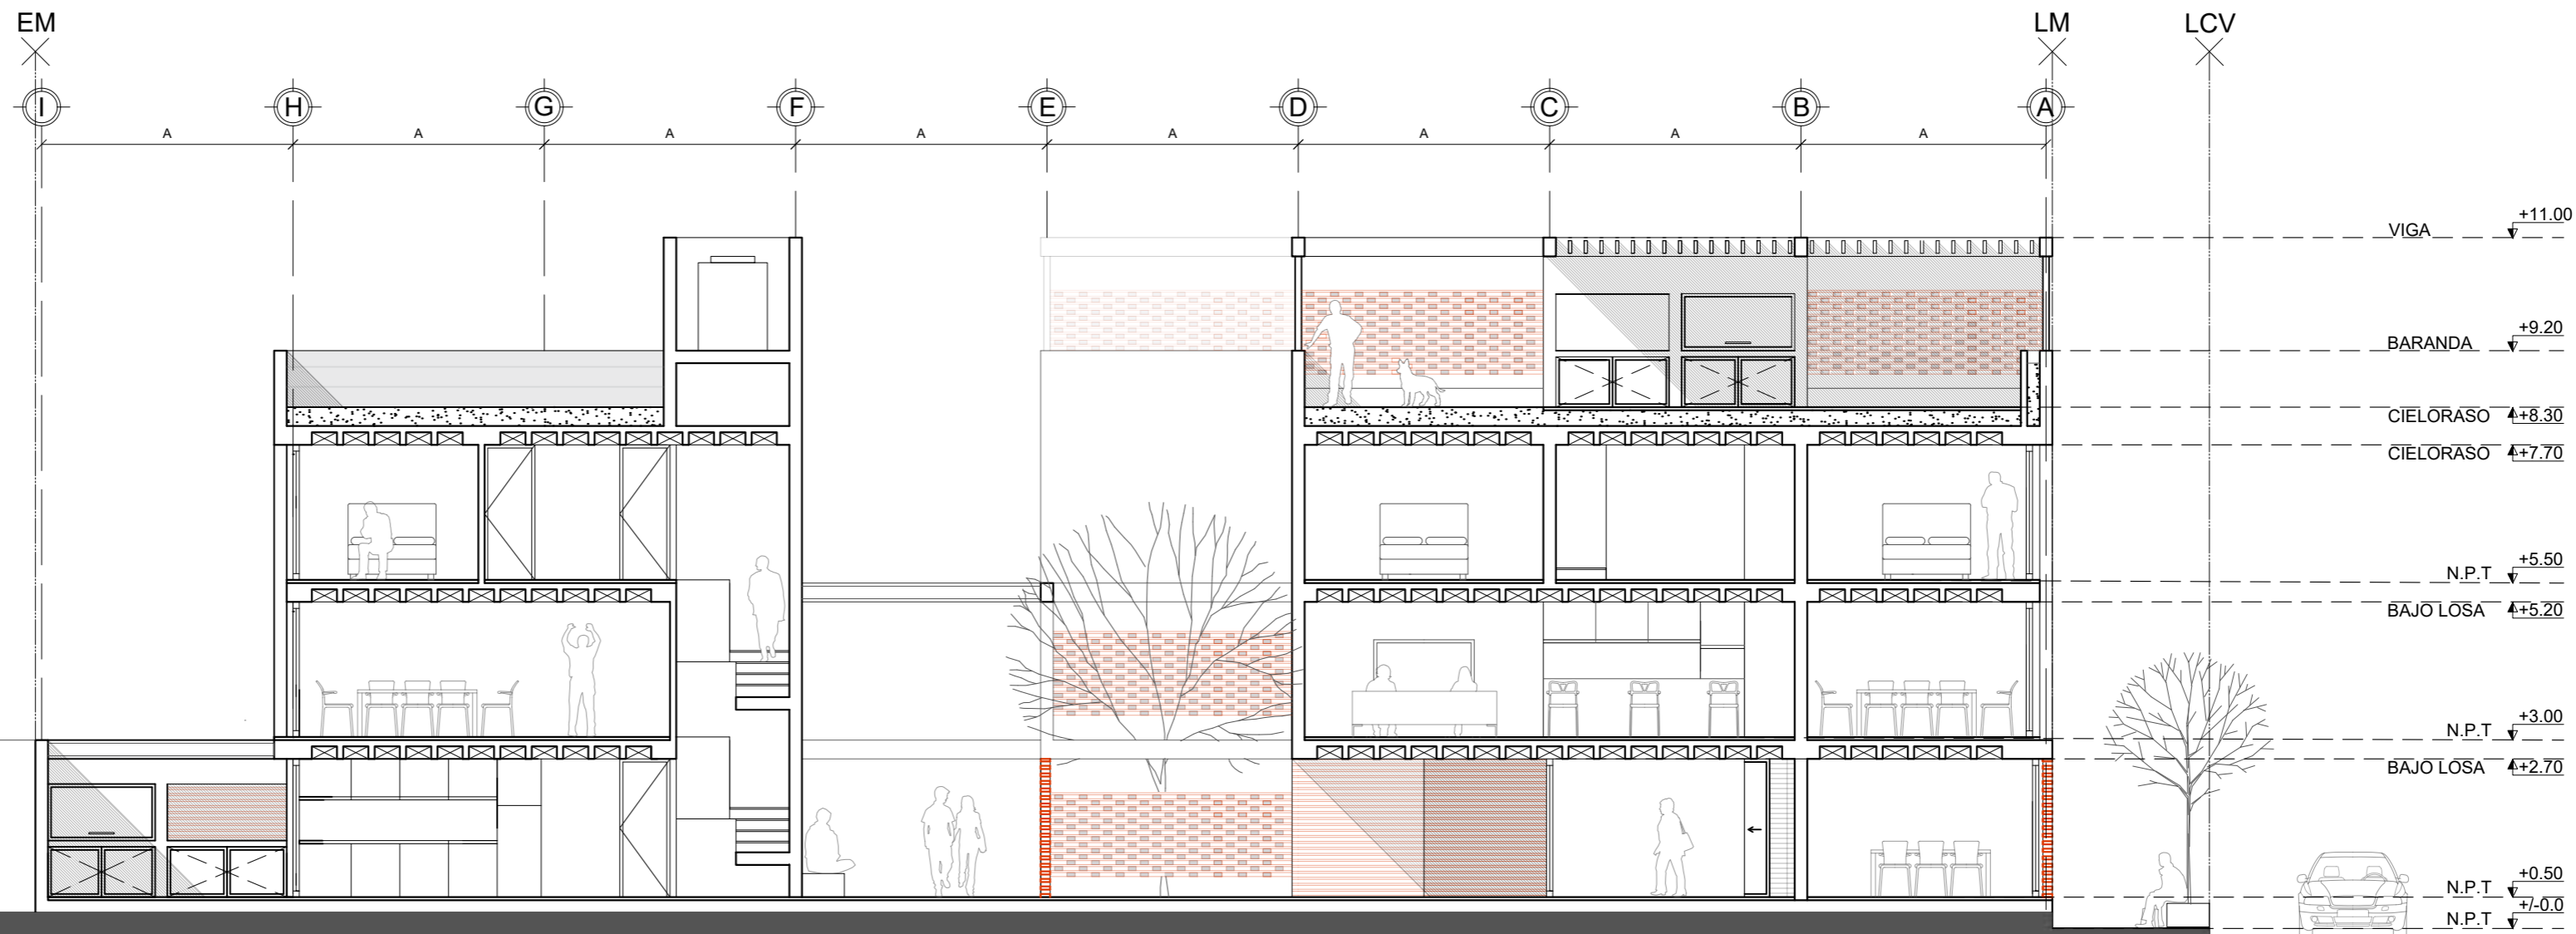 EM
LM
LCV
I
H
G
F
E
D
C
B
A
A
A
A
A
A
A
A
A
VIGA +11.00
BARANDA +9.20
CIELORASO +8.30
CIELORASO +7.70
N.P.T +5.50
BAJO LOSA +5.20
N.P.T +3.00
BAJO LOSA +2.70
N.P.T +0.50
N.P.T +/-0.0